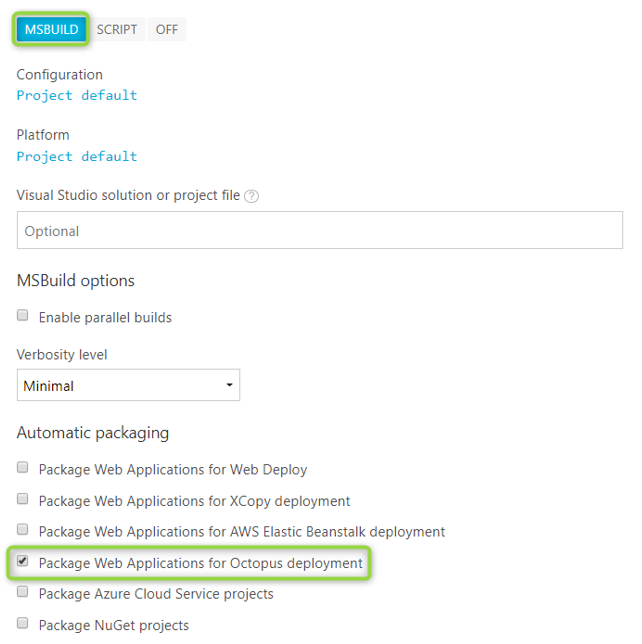 MSBUILD SCRIPT OFF
Configuration
Project default
Platform
Project default
Visual Studio solution or project file ?
Optional
MSBuild options
Enable parallel builds
Verbosity level
Minimal
Automatic packaging
Package Web Applications for Web Deploy
Package Web Applications for XCopy deployment
Package Web Applications for AWS Elastic Beanstalk deployment
Package Web Applications for Octopus deployment
Package Azure Cloud Service projects
Package NuGet projects